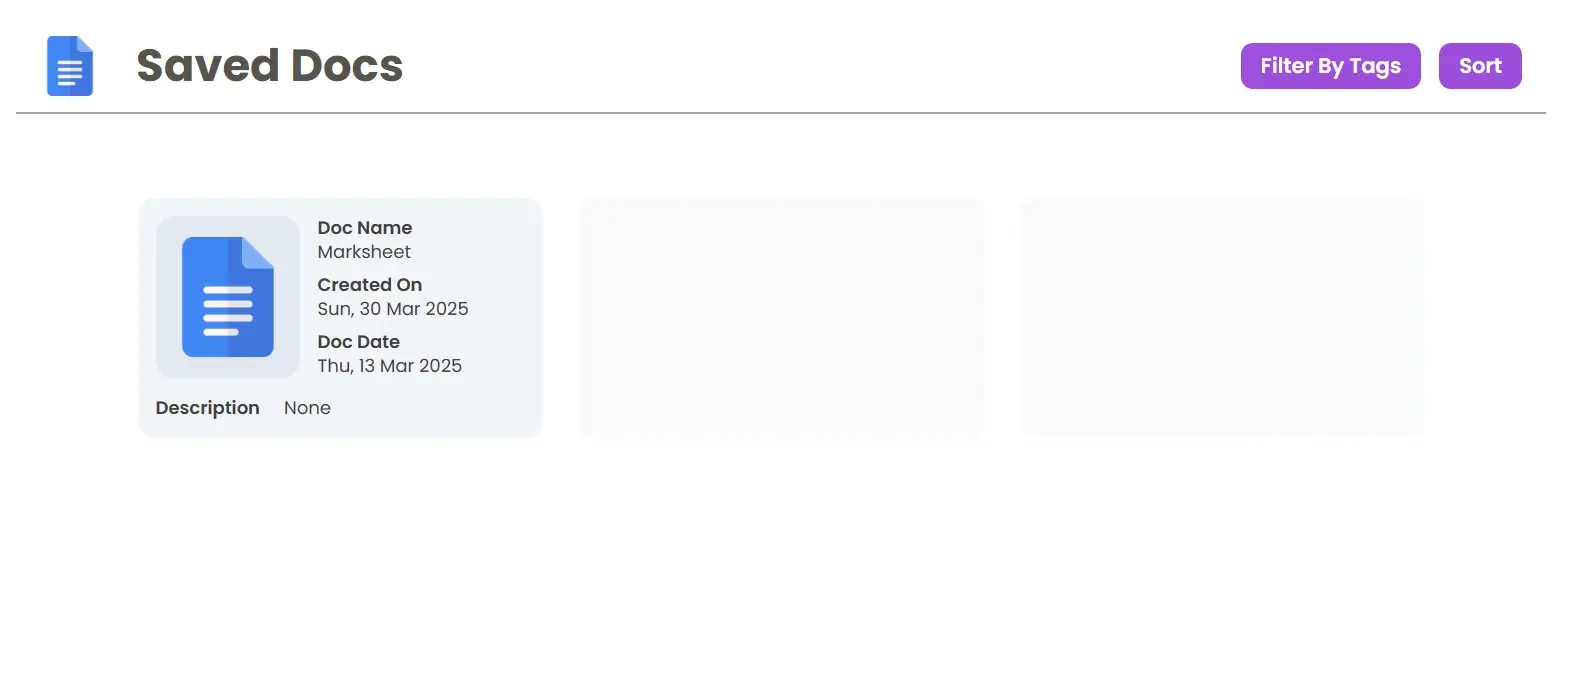 Saved Docs
Filter By Tags
Sort
Doc Name
Marksheet
Created On
Sun, 30 Mar 2025
Doc Date
Thu, 13 Mar 2025
Description None